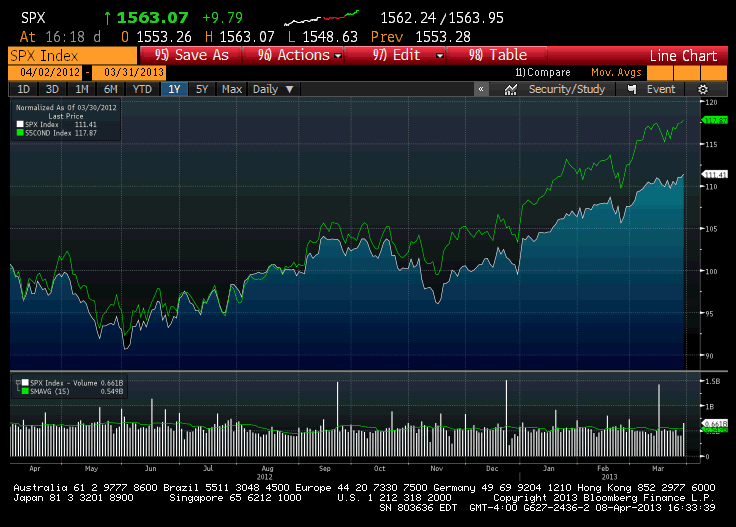 SPX ↑ 1563.07 +9.79 1562.24/1563.95
At 16:18 d O 1553.26 H 1563.07 L 1548.63 Prev 1553.28
SPX Index 95) Save As 96) Actions 97) Edit 98) Table Line Chart
04/02/2012 - 03/31/2013 11) Compare Mov. Avgs
1D 3D 1M 6M YTD 1Y 5Y Max Daily ▼ « Security/Study Event
Normalized As Of 03/30/2012
Last Price
SPX Index 111.41
S5COND Index 117.87
120
117.87
115
111.41
110
105
100
95
90
SPX Index - Volume 0.661B
SMAVG (15) 0.549B
1.5B
1B
0.661B
0
Apr May Jun Jul Aug Sep Oct Nov Dec Jan Feb Mar
2012 2013
Australia 61 2 9777 8600 Brazil 5511 3048 4500 Europe 44 20 7330 7500 Germany 49 69 9204 1210 Hong Kong 852 2977 6000
Japan 81 3 3201 8900 Singapore 65 6212 1000 U.S. 1 212 318 2000 Copyright 2013 Bloomberg Finance L.P.
SN 803636 EDT GMT-4:00 G627-2436-2 08-Apr-2013 16:33:39